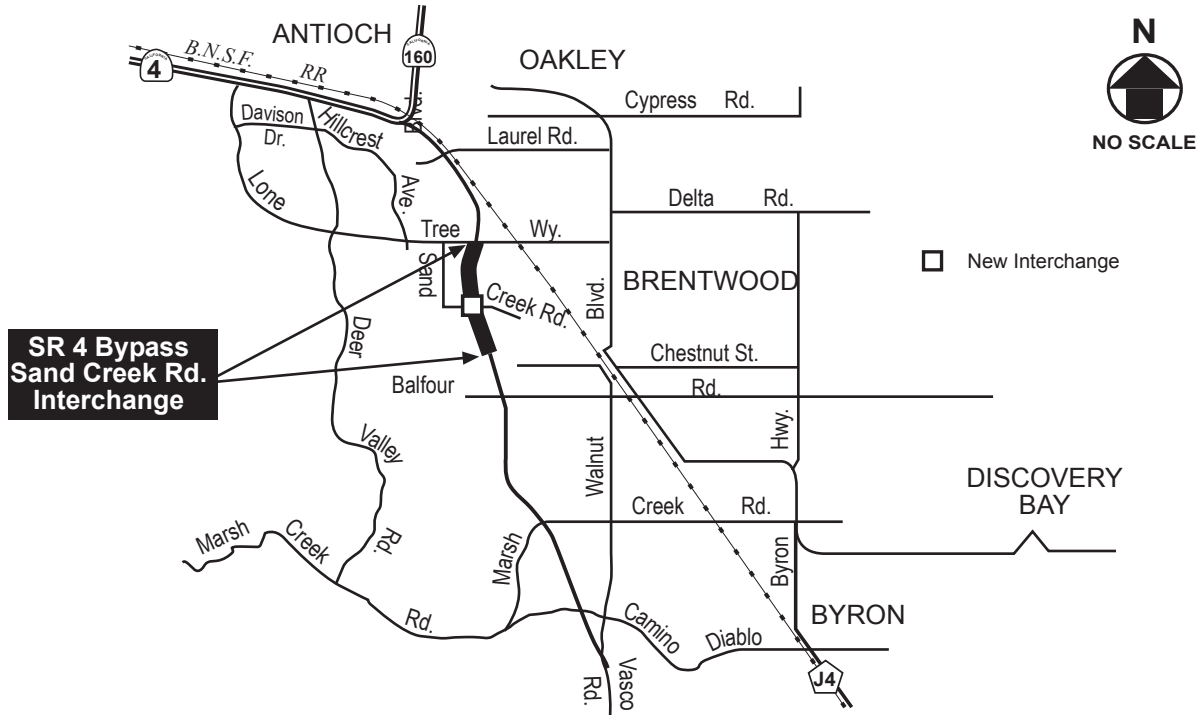 ANTIOCH
CALIFORNIA
160
CALIFORNIA
4
B.N.S.F. RR
OAKLEY
N
NO SCALE
Cypress Rd.
Davison
Dr.
Hillcrest
Ave.
Laurel Rd.
Lone
Tree Wy.
Delta Rd.
Sand
Creek Rd.
Blvd.
BRENTWOOD
New Interchange
SR 4 Bypass
Sand Creek Rd.
Interchange
Deer
Chestnut St.
Balfour
Rd.
Hwy.
Valley
Rd.
Walnut
DISCOVERY
BAY
Marsh
Creek
Rd.
Marsh
Creek Rd.
Byron
Camino
Diablo
BYRON
Vasco
Rd.
J4